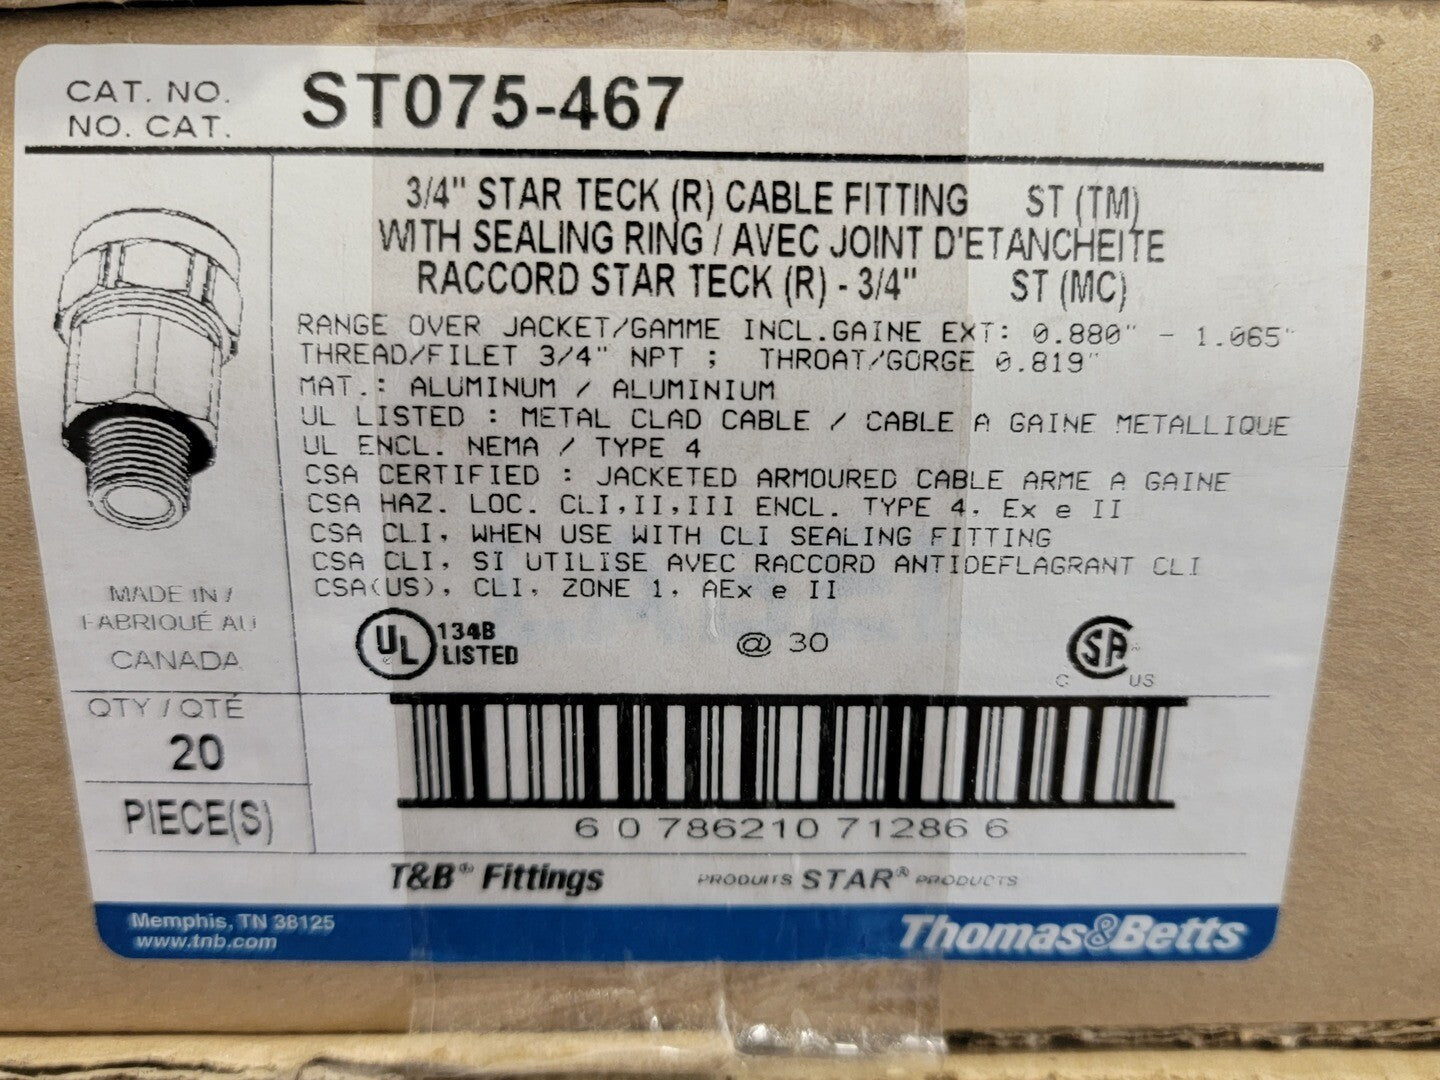 CAT. NO.
NO. CAT.
ST075-467
3/4" STAR TECK (R) CABLE FITTING ST (TM)
WITH SEALING RING / AVEC JOINT D'ETANCHEITE
RACCORD STAR TECK (R) - 3/4" ST (MC)
RANGE OVER JACKET/GAMME INCL.GAINE EXT: 0.880" - 1.065"
THREAD/FILET 3/4" NPT ; THROAT/GORGE 0.819"
MAT.: ALUMINUM / ALUMINIUM
UL LISTED : METAL CLAD CABLE / CABLE A GAINE METALLIQUE
UL ENCL. NEMA / TYPE 4
CSA CERTIFIED : JACKETED ARMOURED CABLE ARME A GAINE
CSA HAZ. LOC. CLI,II,III ENCL. TYPE 4, Ex e II
CSA CLI, WHEN USE WITH CLI SEALING FITTING
CSA CLI, SI UTILISE AVEC RACCORD ANTIDEFLAGRANT CLI
CSA(US), CLI, ZONE 1, AEx e II
MADE IN /
FABRIQUÉ AU
CANADA
UL 134B
LISTED
@ 30
SA
C US
QTY / QTÉ
20
PIECE(S)
6 0 786210 71286 6
T&B® Fittings
PRODUITS STAR® PRODUCTS
Memphis, TN 38125
www.tnb.com
Thomas&Betts